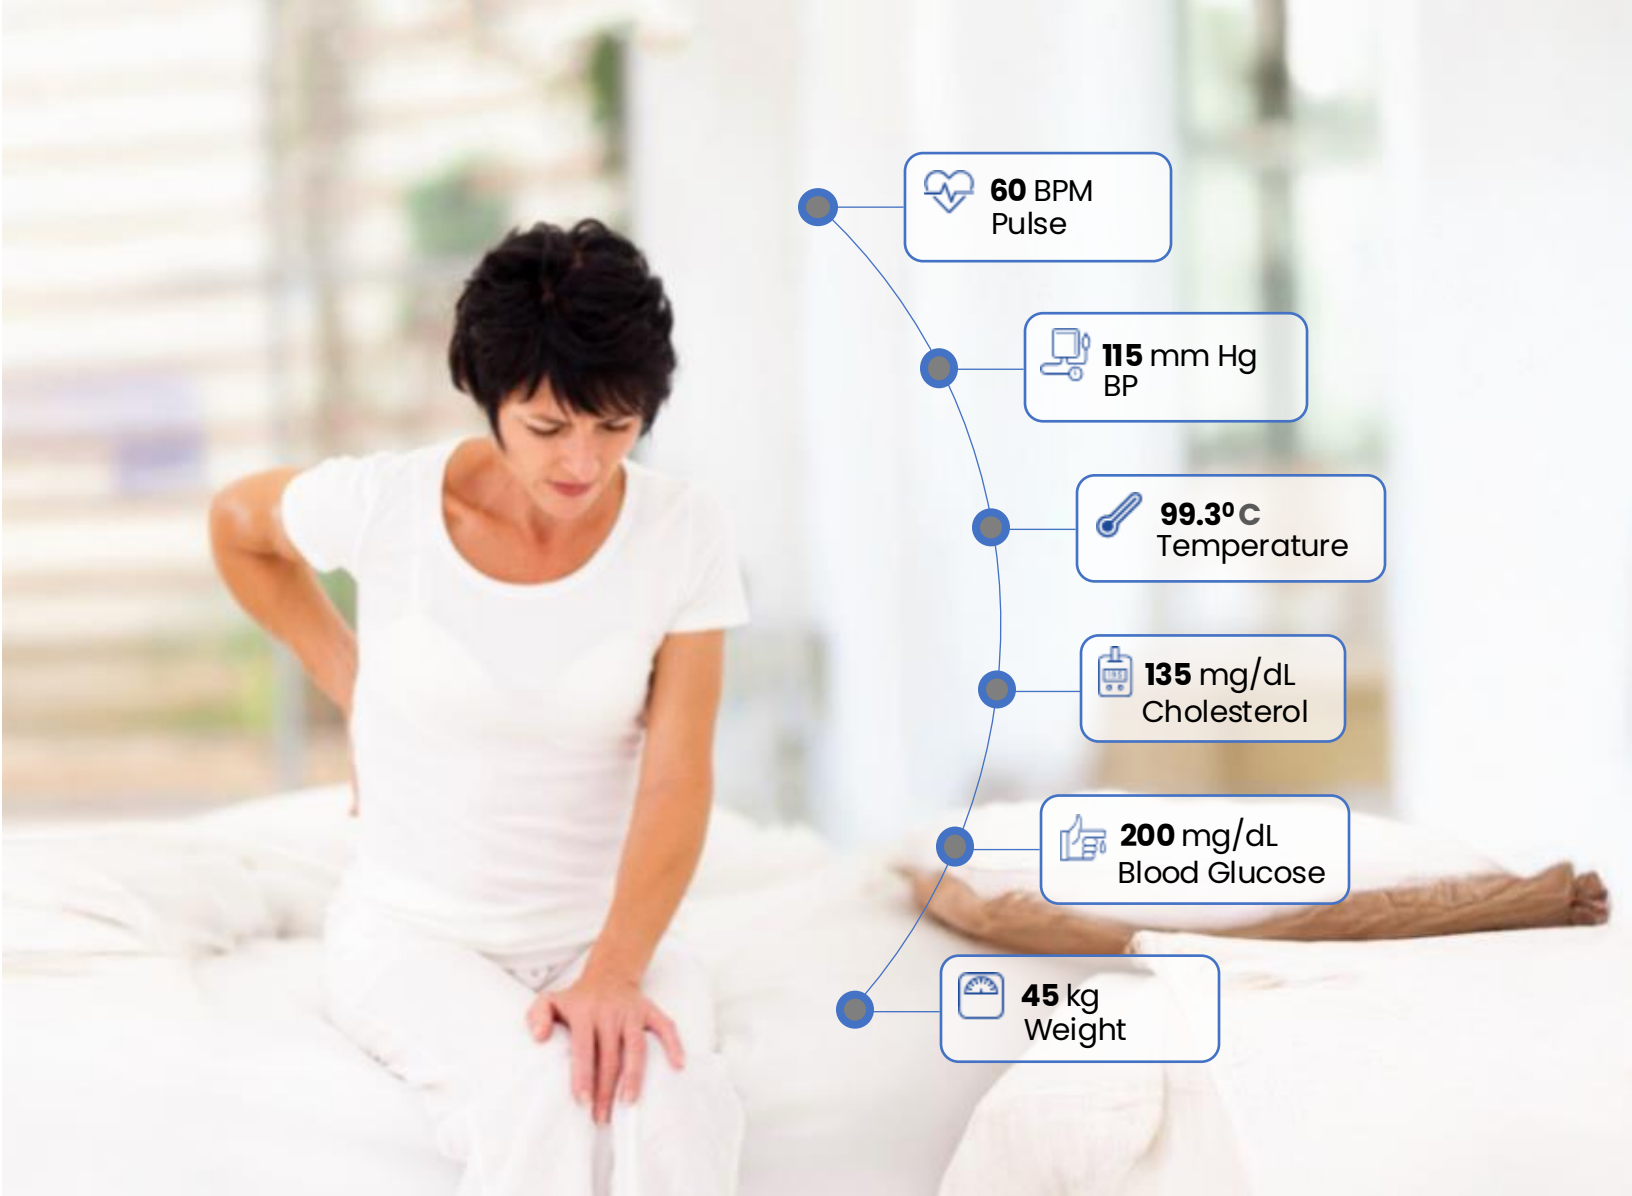 60 BPM
Pulse
115 mm Hg
BP
99.3⁰ C
Temperature
135 mg/dL
Cholesterol
200 mg/dL
Blood Glucose
45 kg
Weight